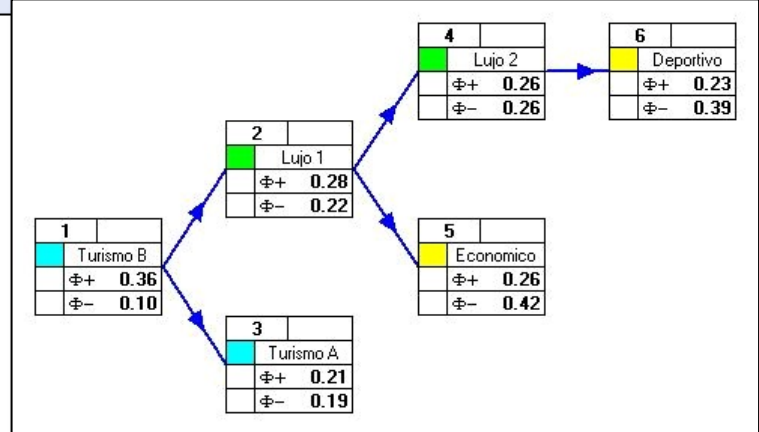 1
Turismo B
Φ+ 0.36
Φ− 0.10
2
Lujo 1
Φ+ 0.28
Φ− 0.22
3
Turismo A
Φ+ 0.21
Φ− 0.19
4
Lujo 2
Φ+ 0.26
Φ− 0.26
5
Economico
Φ+ 0.26
Φ− 0.42
6
Deportivo
Φ+ 0.23
Φ− 0.39